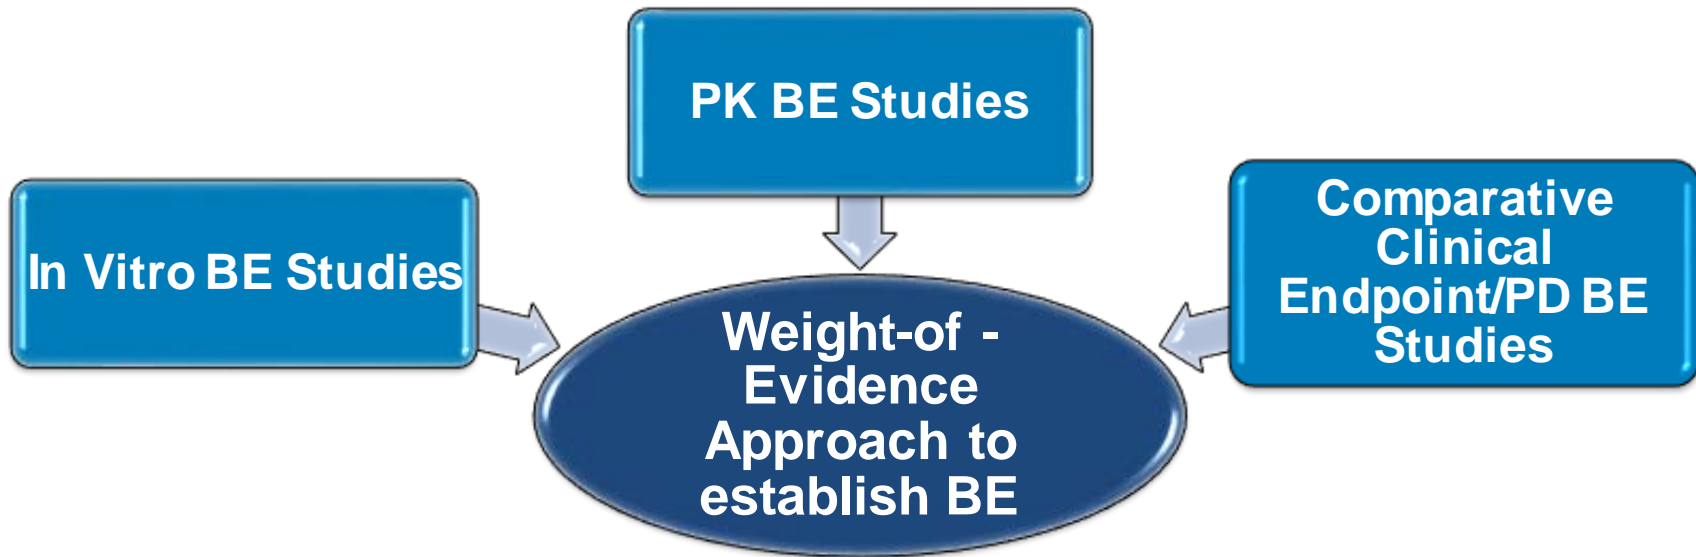 PK BE Studies
In Vitro BE Studies
Comparative
Clinical
Endpoint/PD BE
Studies
Weight-of -
Evidence
Approach to
establish BE